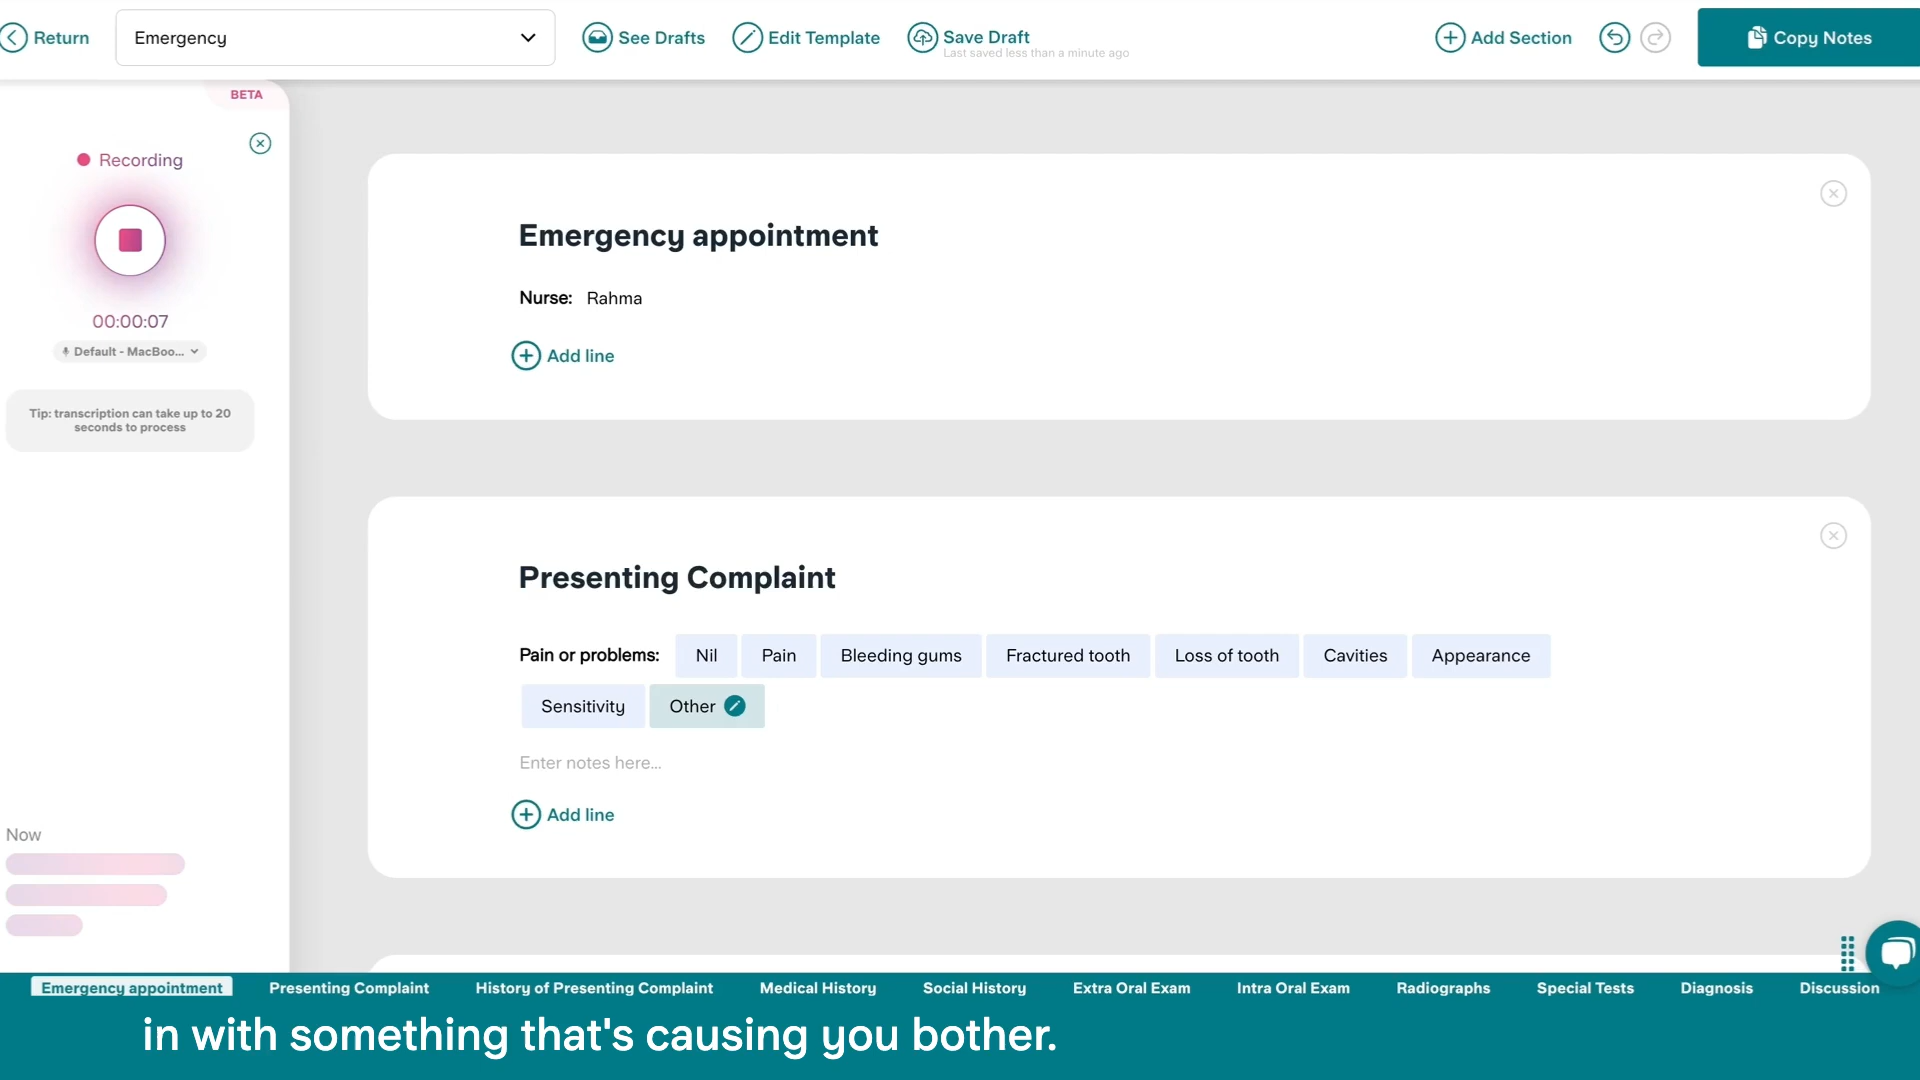 Return
Emergency
See Drafts
Edit Template
Save Draft
Last saved less than a minute ago
Add Section
Copy Notes
BETA
Recording
00:00:07
Default - MacBoo...
Tip: transcription can take up to 20
seconds to process
Now
Emergency appointment
Nurse: Rahma
Add line
Presenting Complaint
Pain or problems: Nil Pain Bleeding gums Fractured tooth Loss of tooth Cavities Appearance
Sensitivity Other
Enter notes here...
Add line
Emergency appointment Presenting Complaint History of Presenting Complaint Medical History Social History Extra Oral Exam Intra Oral Exam Radiographs Special Tests Diagnosis Discussion
in with something that's causing you bother.